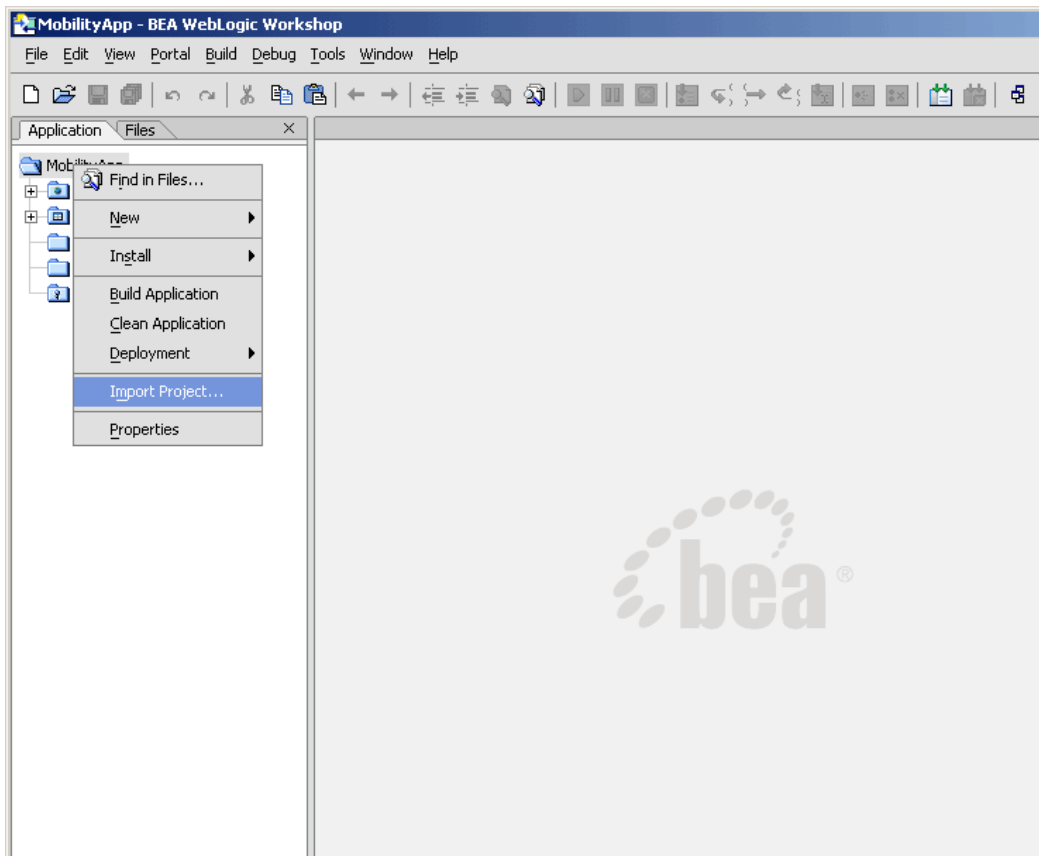 MobilityApp - BEA WebLogic Workshop
File Edit View Portal Build Debug Tools Window Help
Application Files
MobilityApp
Find in Files...
New
Install
Build Application
Clean Application
Deployment
Import Project...
Properties
bea ®